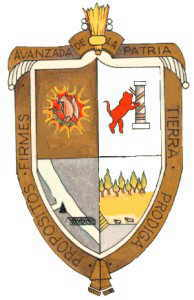 AVANZADA DE LA PATRIA
TIERRA PRODIGA
PROPOSITOS FIRMES